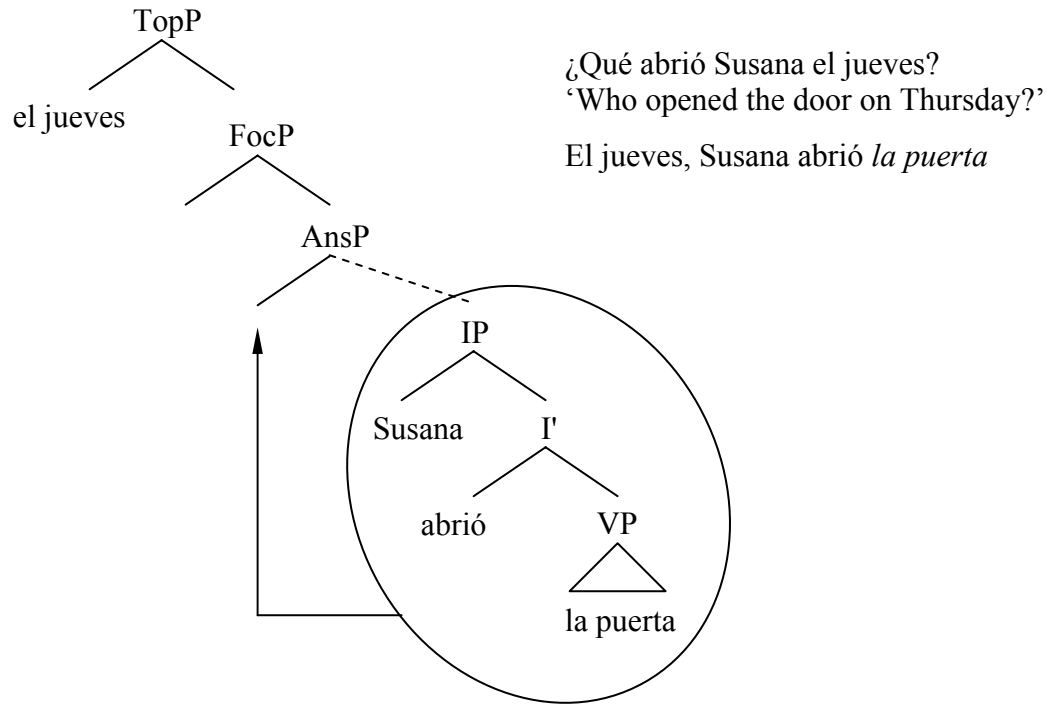 TopP
¿Qué abrió Susana el jueves?
‘Who opened the door on Thursday?’
el jueves
FocP
El jueves, Susana abrió la puerta
AnsP
IP
Susana
I'
abrió
VP
la puerta